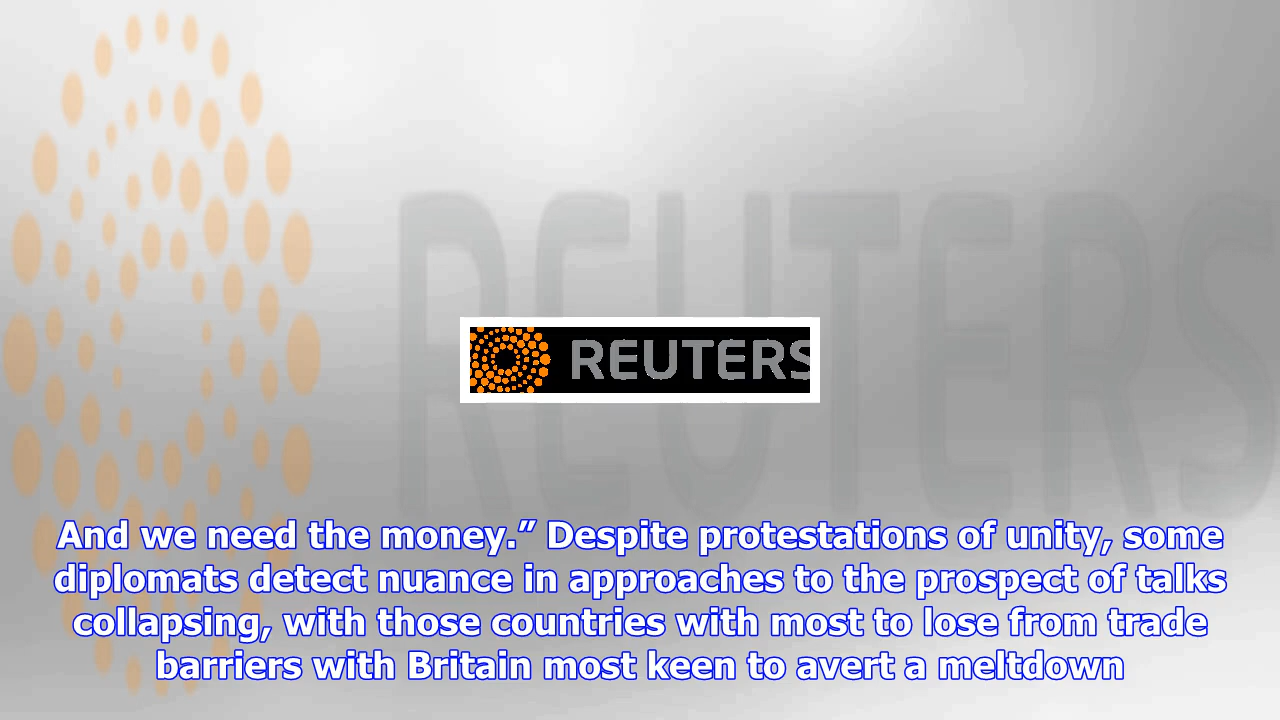 REUTERS
REUTERS
And we need the money.” Despite protestations of unity, some
diplomats detect nuance in approaches to the prospect of talks
collapsing, with those countries with most to lose from trade
barriers with Britain most keen to avert a meltdown